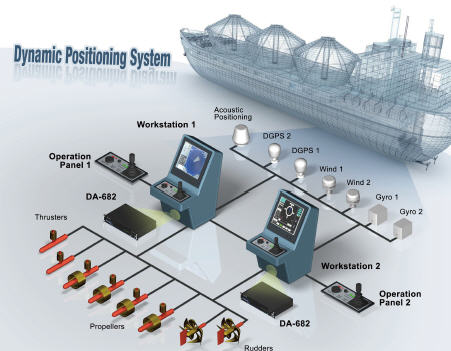 Dynamic Positioning System
Acoustic
Positioning
Workstation 1
DGPS 2
DGPS 1
Operation
Panel 1
Wind 1
Wind 2
DA-682
Gyro 1
Gyro 2
Thrusters
Workstation 2
Operation
Panel 2
DA-682
Propellers
Rudders